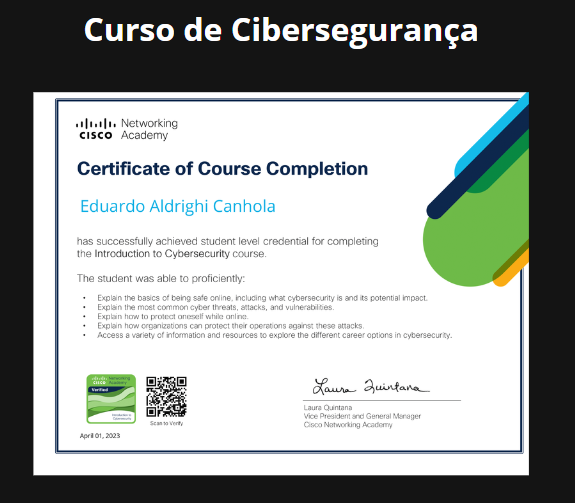 Curso de Cibersegurança
CISCO
Networking
Academy
Certificate of Course Completion
Eduardo Aldrighi Canhola
has successfully achieved student level credential for completing
the Introduction to Cybersecurity course.
The student was able to proficiently:
• Explain the basics of being safe online, including what cybersecurity is and its potential impact.
• Explain the most common cyber threats, attacks, and vulnerabilities.
• Explain how to protect oneself while online.
• Explain how organizations can protect their operations against these attacks.
• Access a variety of information and resources to explore the different career options in cybersecurity.
Networking
CISCO Academy
Verified
Introduction to
Cybersecurity
Scan to Verify
April 01, 2023
Laura Quintana
Laura Quintana
Vice President and General Manager
Cisco Networking Academy